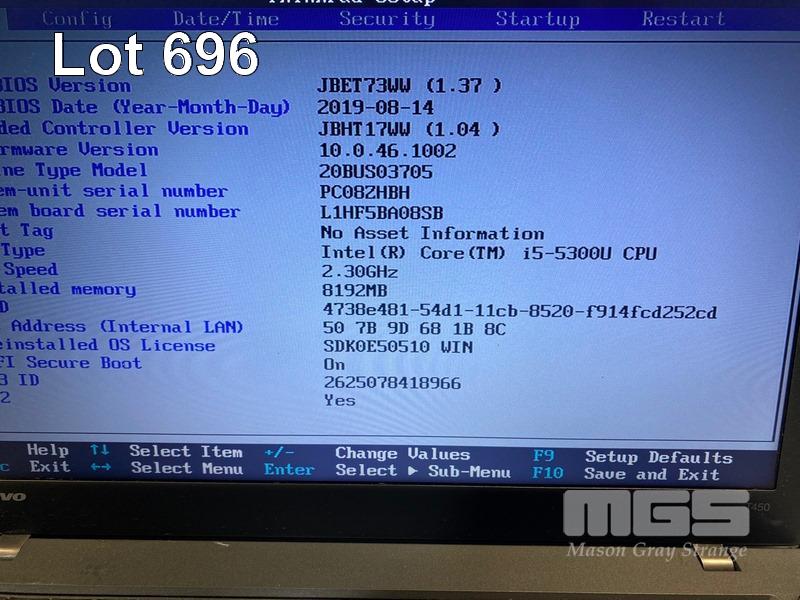 Config Date/Time Security Startup Restart
Lot 696
BIOS Version JBET73WW (1.37 )
BIOS Date (Year-Month-Day) 2019-08-14
ded Controller Version JBHT17WW (1.04 )
rmware Version 10.0.46.1002
ine Type Model 20BUS03705
em-unit serial number PC08ZHBH
em board serial number L1HF5BA08SB
t Tag No Asset Information
Type Intel(R) Core(TM) i5-5300U CPU
Speed 2.30GHz
talled memory 8192MB
D 4738e481-54d1-11cb-8520-f914fcd252cd
Address (Internal LAN) 50 7B 9D 68 1B 8C
einstalled OS License SDK0E50510 WIN
FI Secure Boot On
3 ID 2625078418966
2 Yes
Help ↑↓ Select Item +/- Change Values F9 Setup Defaults
c Exit ←→ Select Menu Enter Select ▶ Sub-Menu F10 Save and Exit
vo
T450
MGS
Mason Gray Strange